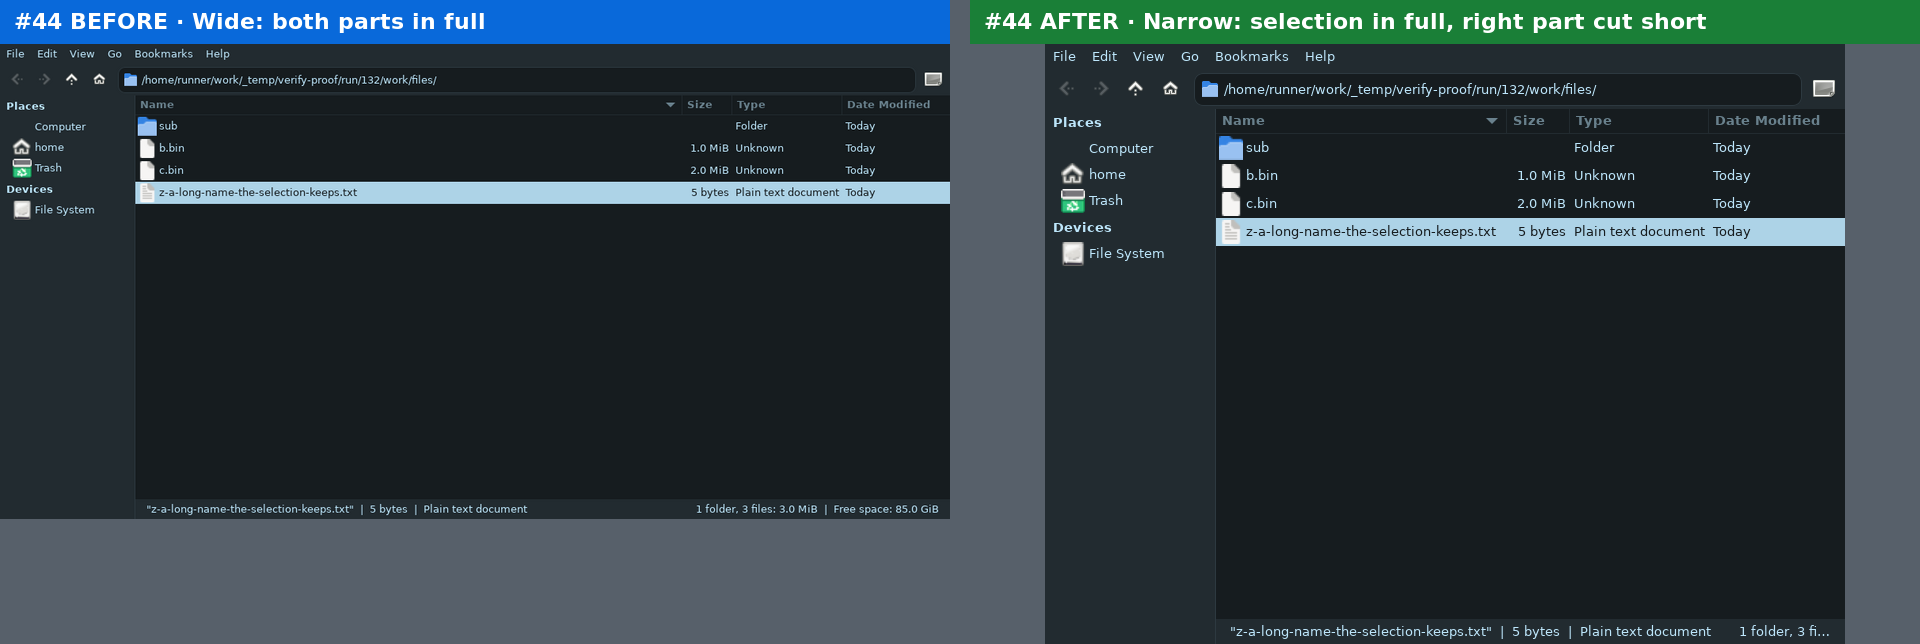 #44 BEFORE · Wide: both parts in full
File Edit View Go Bookmarks Help
/home/runner/work/_temp/verify-proof/run/132/work/files/
Places
Computer
home
Trash
Devices
File System
Name Size Type Date Modified
sub Folder Today
b.bin 1.0 MiB Unknown Today
c.bin 2.0 MiB Unknown Today
z-a-long-name-the-selection-keeps.txt 5 bytes Plain text document Today
"z-a-long-name-the-selection-keeps.txt" | 5 bytes | Plain text document 1 folder, 3 files: 3.0 MiB | Free space: 85.0 GiB
#44 AFTER · Narrow: selection in full, right part cut short
File Edit View Go Bookmarks Help
/home/runner/work/_temp/verify-proof/run/132/work/files/
Places
Computer
home
Trash
Devices
File System
Name Size Type Date Modified
sub Folder Today
b.bin 1.0 MiB Unknown Today
c.bin 2.0 MiB Unknown Today
z-a-long-name-the-selection-keeps.txt 5 bytes Plain text document Today
"z-a-long-name-the-selection-keeps.txt" | 5 bytes | Plain text document 1 folder, 3 fi...